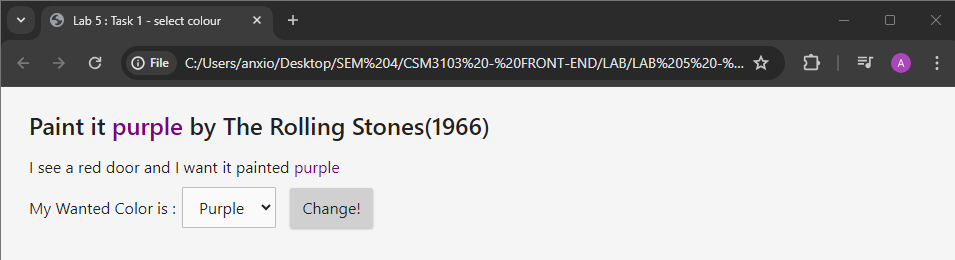 Lab 5 : Task 1 - select colour
File C:/Users/anxio/Desktop/SEM%204/CSM3103%20-%20FRONT-END/LAB/LAB%205%20-%...
A
Paint it purple by The Rolling Stones(1966)
I see a red door and I want it painted purple
My Wanted Color is : Purple Change!